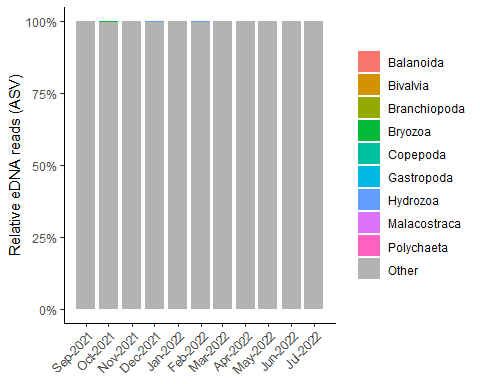 Relative eDNA reads (ASV)
100%
75%
50%
25%
0%
Sep-2021
Oct-2021
Nov-2021
Dec-2021
Jan-2022
Feb-2022
Mar-2022
Apr-2022
May-2022
Jun-2022
Jul-2022
Balanoida
Bivalvia
Branchiopoda
Bryozoa
Copepoda
Gastropoda
Hydrozoa
Malacostraca
Polychaeta
Other